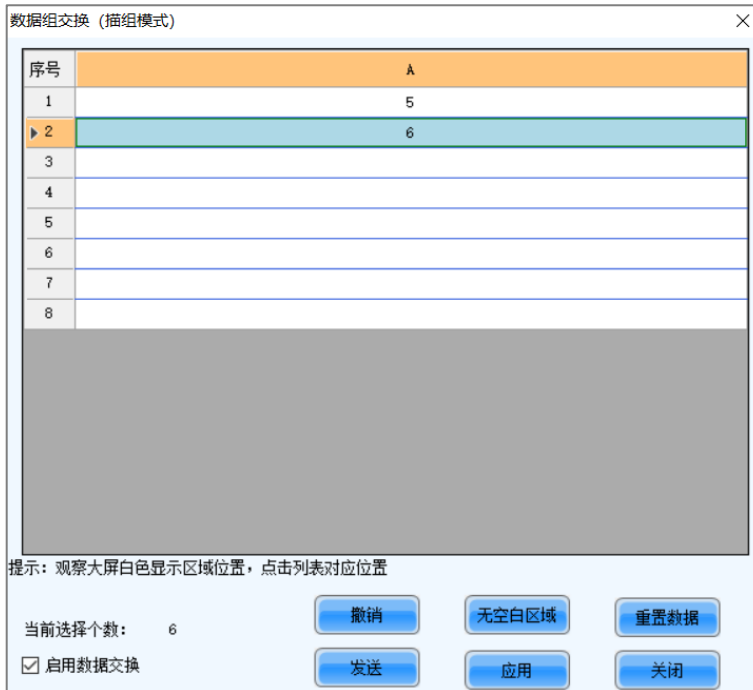 数据组交换 (描组模式)
序号 A
1 5
2 6
3
4
5
6
7
8
提示: 观察大屏白色显示区域位置，点击列表对应位置
当前选择个数: 6
撤销 无空白区域 重置数据
启用数据交换
发送 应用 关闭